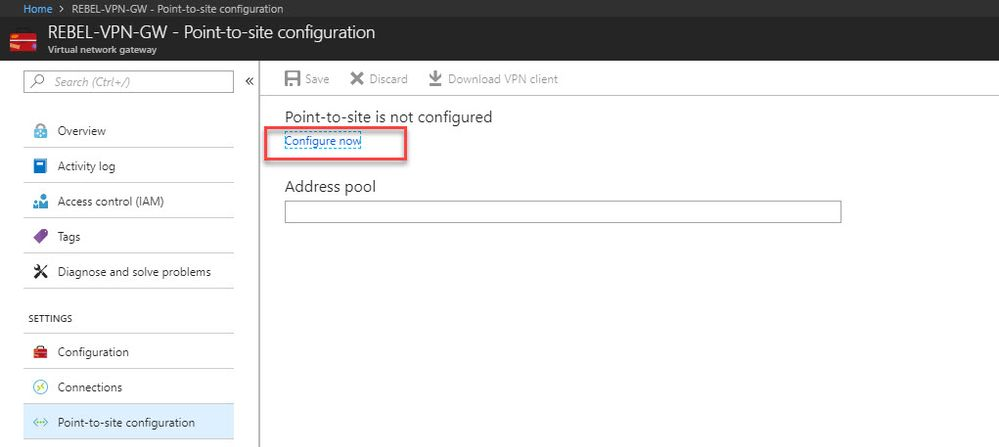 Home > REBEL-VPN-GW - Point-to-site configuration
REBEL-VPN-GW - Point-to-site configuration
Virtual network gateway
Search (Ctrl+/)
«
Overview
Activity log
Access control (IAM)
Tags
Diagnose and solve problems
SETTINGS
Configuration
Connections
Point-to-site configuration
Save
Discard
Download VPN client
Point-to-site is not configured
Configure now
Address pool